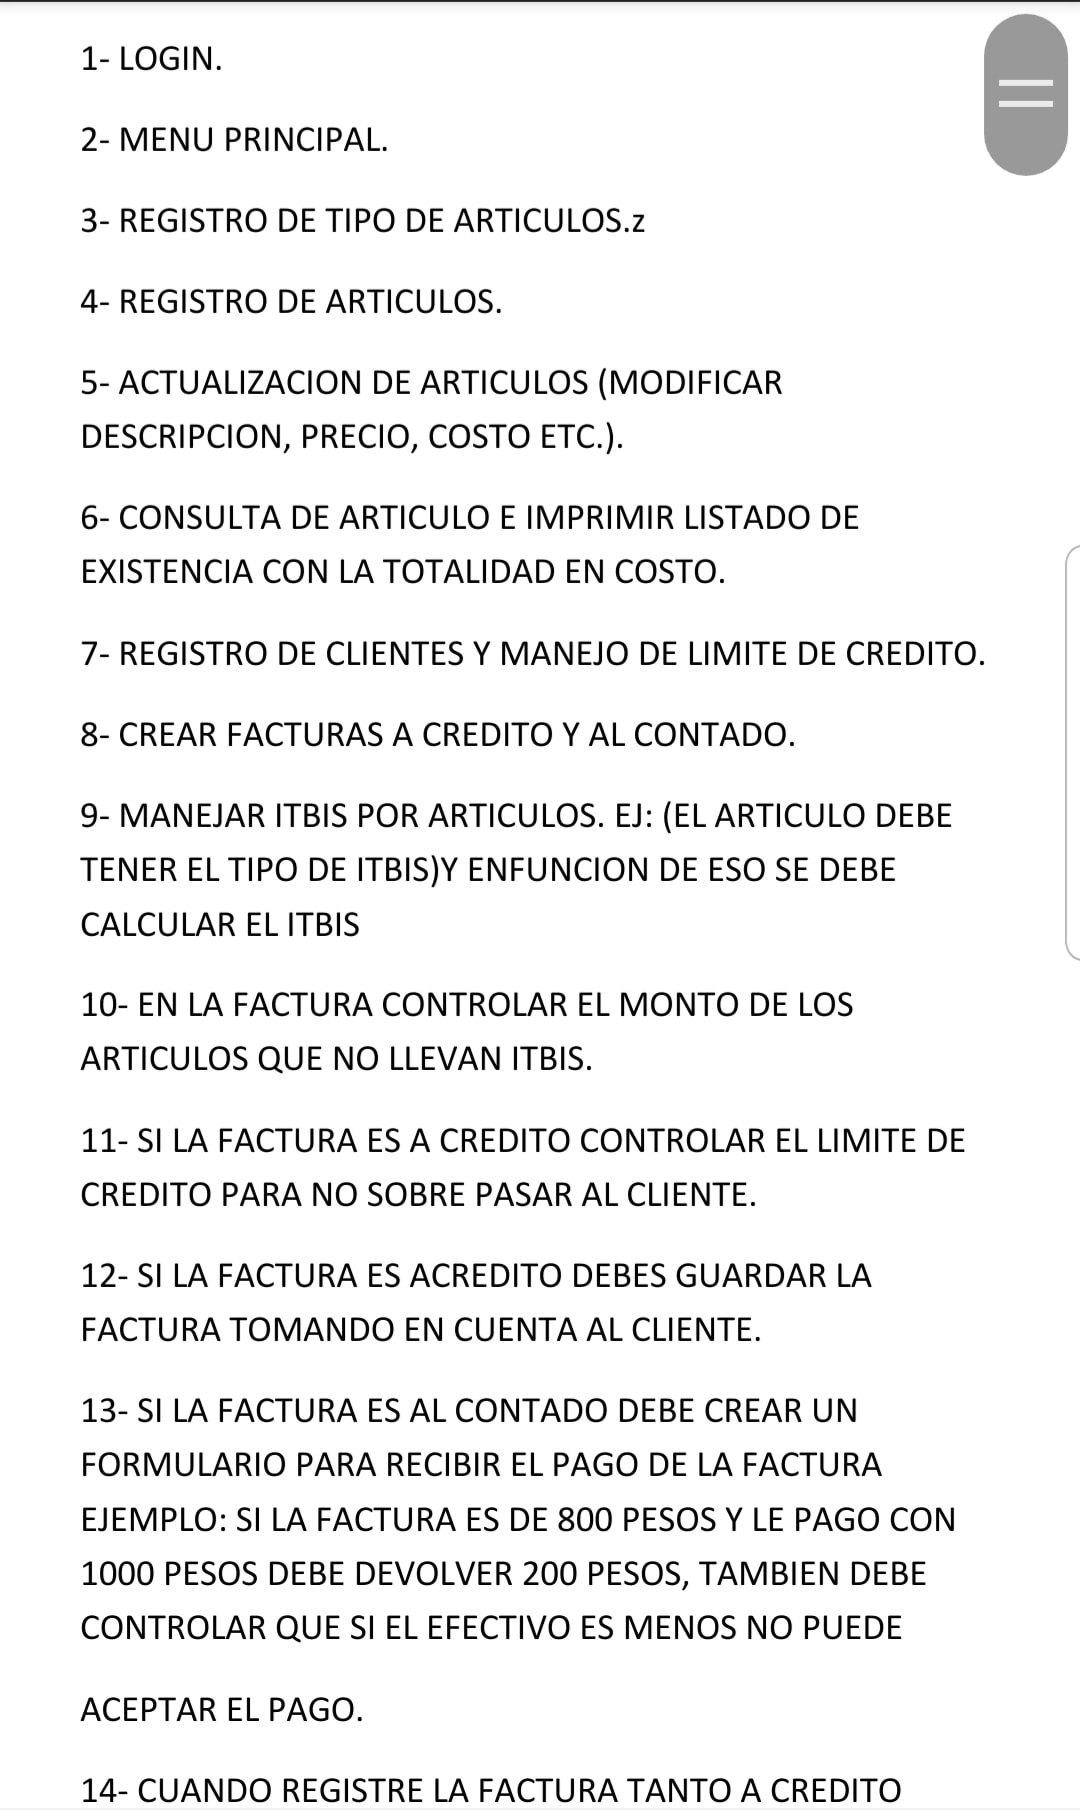 1- LOGIN.
2- MENU PRINCIPAL.
3- REGISTRO DE TIPO DE ARTICULOS.z
4- REGISTRO DE ARTICULOS.
5- ACTUALIZACION DE ARTICULOS (MODIFICAR
DESCRIPCION, PRECIO, COSTO ETC.).
6- CONSULTA DE ARTICULO E IMPRIMIR LISTADO DE
EXISTENCIA CON LA TOTALIDAD EN COSTO.
7- REGISTRO DE CLIENTES Y MANEJO DE LIMITE DE CREDITO.
8- CREAR FACTURAS A CREDITO Y AL CONTADO.
9- MANEJAR ITBIS POR ARTICULOS. EJ: (EL ARTICULO DEBE
TENER EL TIPO DE ITBIS)Y ENFUNCION DE ESO SE DEBE
CALCULAR EL ITBIS
10- EN LA FACTURA CONTROLAR EL MONTO DE LOS
ARTICULOS QUE NO LLEVAN ITBIS.
11- SI LA FACTURA ES A CREDITO CONTROLAR EL LIMITE DE
CREDITO PARA NO SOBRE PASAR AL CLIENTE.
12- SI LA FACTURA ES ACREDITO DEBES GUARDAR LA
FACTURA TOMANDO EN CUENTA AL CLIENTE.
13- SI LA FACTURA ES AL CONTADO DEBE CREAR UN
FORMULARIO PARA RECIBIR EL PAGO DE LA FACTURA
EJEMPLO: SI LA FACTURA ES DE 800 PESOS Y LE PAGO CON
1000 PESOS DEBE DEVOLVER 200 PESOS, TAMBIEN DEBE
CONTROLAR QUE SI EL EFECTIVO ES MENOS NO PUEDE
ACEPTAR EL PAGO.
14- CUANDO REGISTRE LA FACTURA TANTO A CREDITO